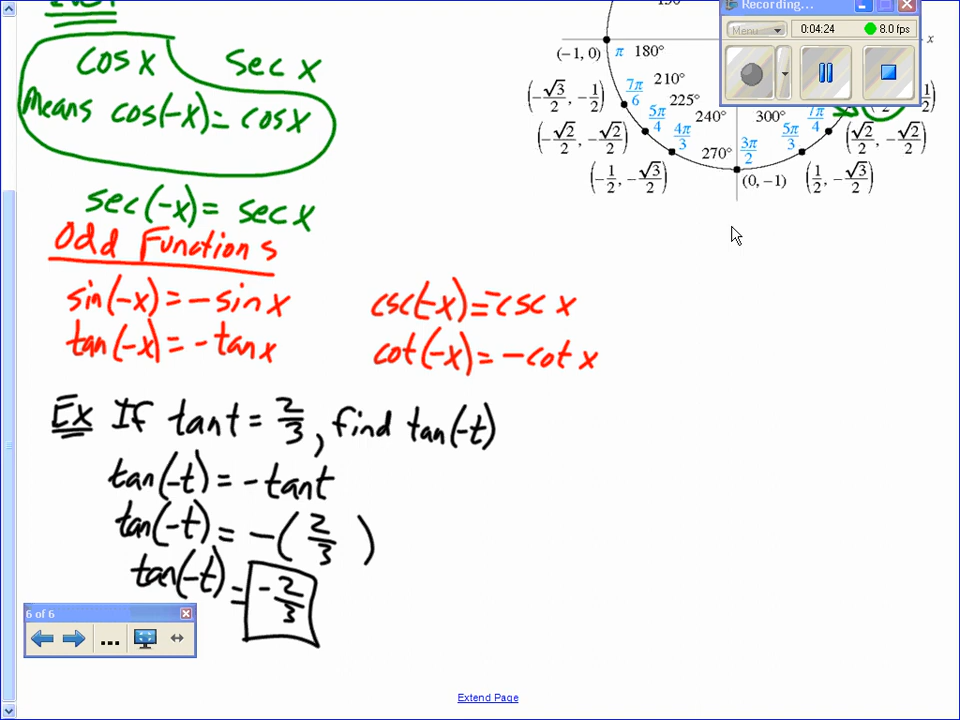 cos x sec x
Means cos(-x) = cos x
sec(-x) = sec x
Odd Functions
sin(-x) = -sin x csc(-x) = -csc x
tan(-x) = -tan x cot(-x) = -cot x
Ex If tan t = 2/3, find tan(-t)
tan(-t) = -tan t
tan(-t) = -( 2/3 )
tan(-t) = -2/3
6 of 6
...
Extend Page
Recording...
Menu 0:04:24 8.0 fps
x
(-1, 0) π 180°
210°
(-√3/2, -1/2) 7π/6
225°
(-√2/2, -√2/2) 5π/4
240° 300°
(-1/2, -√3/2) 4π/3
270° 3π/2
(0, -1)
5π/3 (1/2, -√3/2)
7π/4 (√2/2, -√2/2)